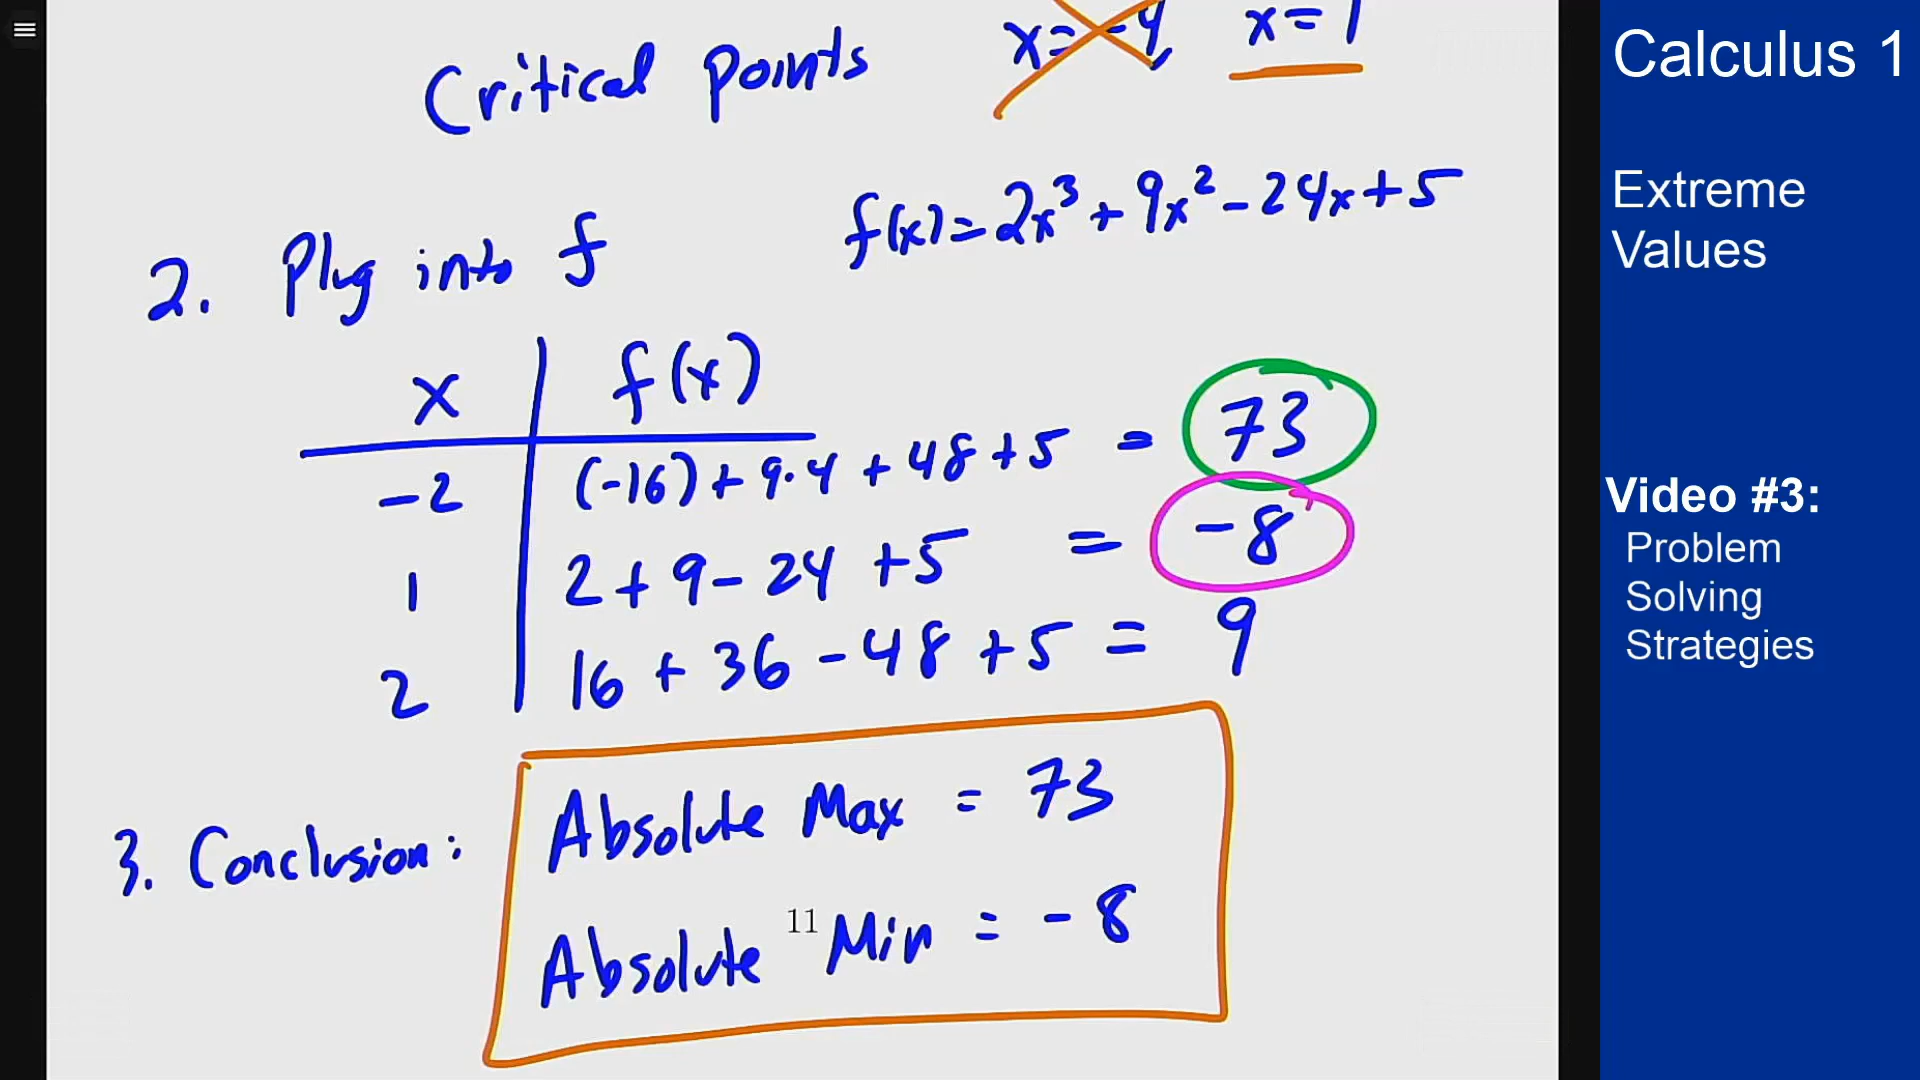 Critical points x=-4, x=1
2. Plug into f f(x)=2x³+9x²-24x+5
x f(x)
-2 (-16)+9·4+48+5 = 73
1 2+9-24+5 = -8
2 16+36-48+5 = 9
3. Conclusion: Absolute Max = 73
Absolute Min = -8
11
Calculus 1
Extreme
Values
Video #3:
Problem
Solving
Strategies